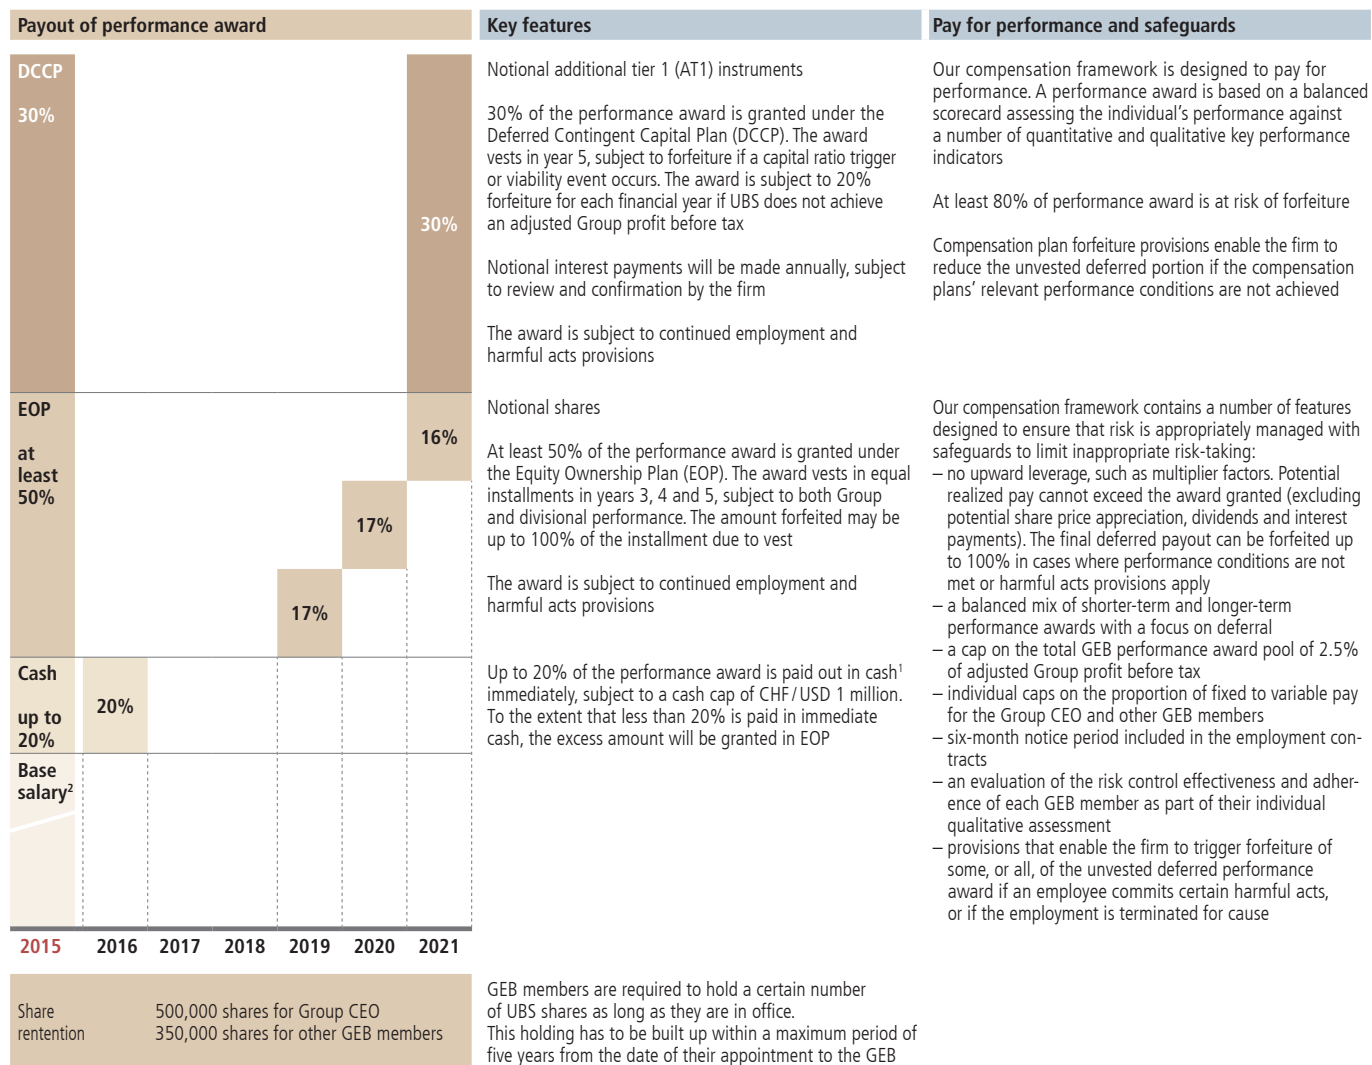 Payout of performance award
DCCP
30%
30%
EOP
at
least
50%
16%
17%
17%
Cash
up to
20%
20%
Base
salary2
2015 2016 2017 2018 2019 2020 2021
Share 500,000 shares for Group CEO
rentention 350,000 shares for other GEB members
Key features
Notional additional tier 1 (AT1) instruments
30% of the performance award is granted under the
Deferred Contingent Capital Plan (DCCP). The award
vests in year 5, subject to forfeiture if a capital ratio trigger
or viability event occurs. The award is subject to 20%
forfeiture for each financial year if UBS does not achieve
an adjusted Group profit before tax
Notional interest payments will be made annually, subject
to review and confirmation by the firm
The award is subject to continued employment and
harmful acts provisions
Notional shares
At least 50% of the performance award is granted under
the Equity Ownership Plan (EOP). The award vests in equal
installments in years 3, 4 and 5, subject to both Group
and divisional performance. The amount forfeited may be
up to 100% of the installment due to vest
The award is subject to continued employment and
harmful acts provisions
Up to 20% of the performance award is paid out in cash1
immediately, subject to a cash cap of CHF / USD 1 million.
To the extent that less than 20% is paid in immediate
cash, the excess amount will be granted in EOP
GEB members are required to hold a certain number
of UBS shares as long as they are in office.
This holding has to be built up within a maximum period of
five years from the date of their appointment to the GEB
Pay for performance and safeguards
Our compensation framework is designed to pay for
performance. A performance award is based on a balanced
scorecard assessing the individual's performance against
a number of quantitative and qualitative key performance
indicators
At least 80% of performance award is at risk of forfeiture
Compensation plan forfeiture provisions enable the firm to
reduce the unvested deferred portion if the compensation
plans' relevant performance conditions are not achieved
Our compensation framework contains a number of features
designed to ensure that risk is appropriately managed with
safeguards to limit inappropriate risk-taking:
– no upward leverage, such as multiplier factors. Potential
realized pay cannot exceed the award granted (excluding
potential share price appreciation, dividends and interest
payments). The final deferred payout can be forfeited up
to 100% in cases where performance conditions are not
met or harmful acts provisions apply
– a balanced mix of shorter-term and longer-term
performance awards with a focus on deferral
– a cap on the total GEB performance award pool of 2.5%
of adjusted Group profit before tax
– individual caps on the proportion of fixed to variable pay
for the Group CEO and other GEB members
– six-month notice period included in the employment con-
tracts
– an evaluation of the risk control effectiveness and adher-
ence of each GEB member as part of their individual
qualitative assessment
– provisions that enable the firm to trigger forfeiture of
some, or all, of the unvested deferred performance
award if an employee commits certain harmful acts,
or if the employment is terminated for cause